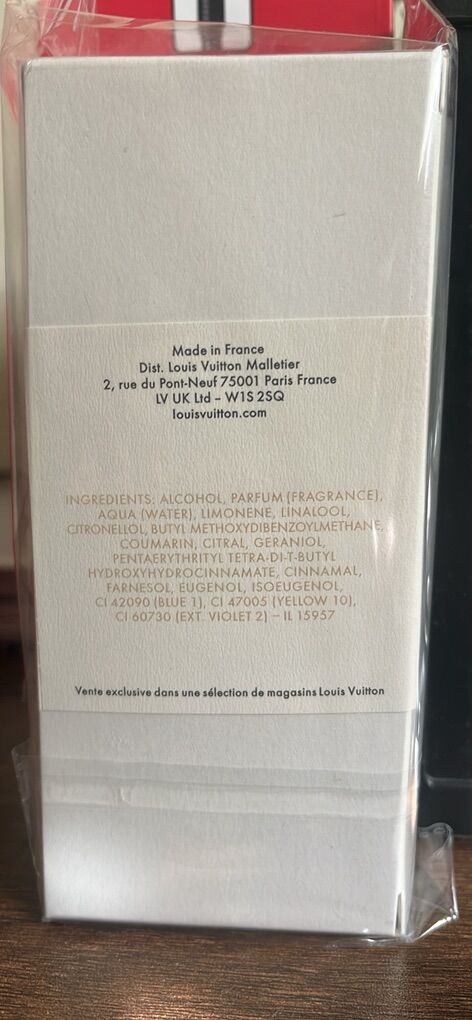 Made in France
Dist. Louis Vuitton Malletier
2, rue du Pont-Neuf 75001 Paris France
LV UK Ltd – W1S 2SQ
louisvuitton.com
INGREDIENTS: ALCOHOL, PARFUM (FRAGRANCE),
AQUA (WATER), LIMONENE, LINALOOL,
CITRONELLOL, BUTYL METHOXYDIBENZOYLMETHANE,
COUMARIN, CITRAL, GERANIOL,
PENTAERYTHRITYL TETRA-DI-T-BUTYL
HYDROXYHYDROCINNAMATE, CINNAMAL,
FARNESOL, EUGENOL, ISOEUGENOL,
CI 42090 (BLUE 1), CI 47005 (YELLOW 10),
CI 60730 (EXT. VIOLET 2) – IL 15957
Vente exclusive dans une sélection de magasins Louis Vuitton